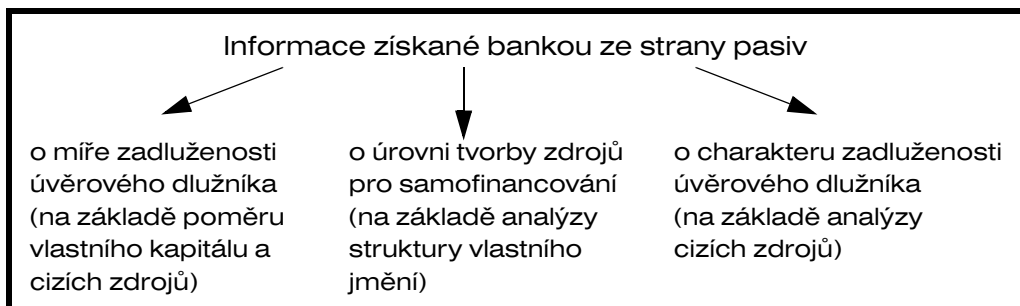 Informace získané bankou ze strany pasiv
o míře zadluženosti
úvěrového dlužníka
(na základě poměru
vlastního kapitálu a
cizích zdrojů)
o úrovni tvorby zdrojů
pro samofinancování
(na základě analýzy
struktury vlastního
jmění)
o charakteru zadluženosti
úvěrového dlužníka
(na základě analýzy
cizích zdrojů)